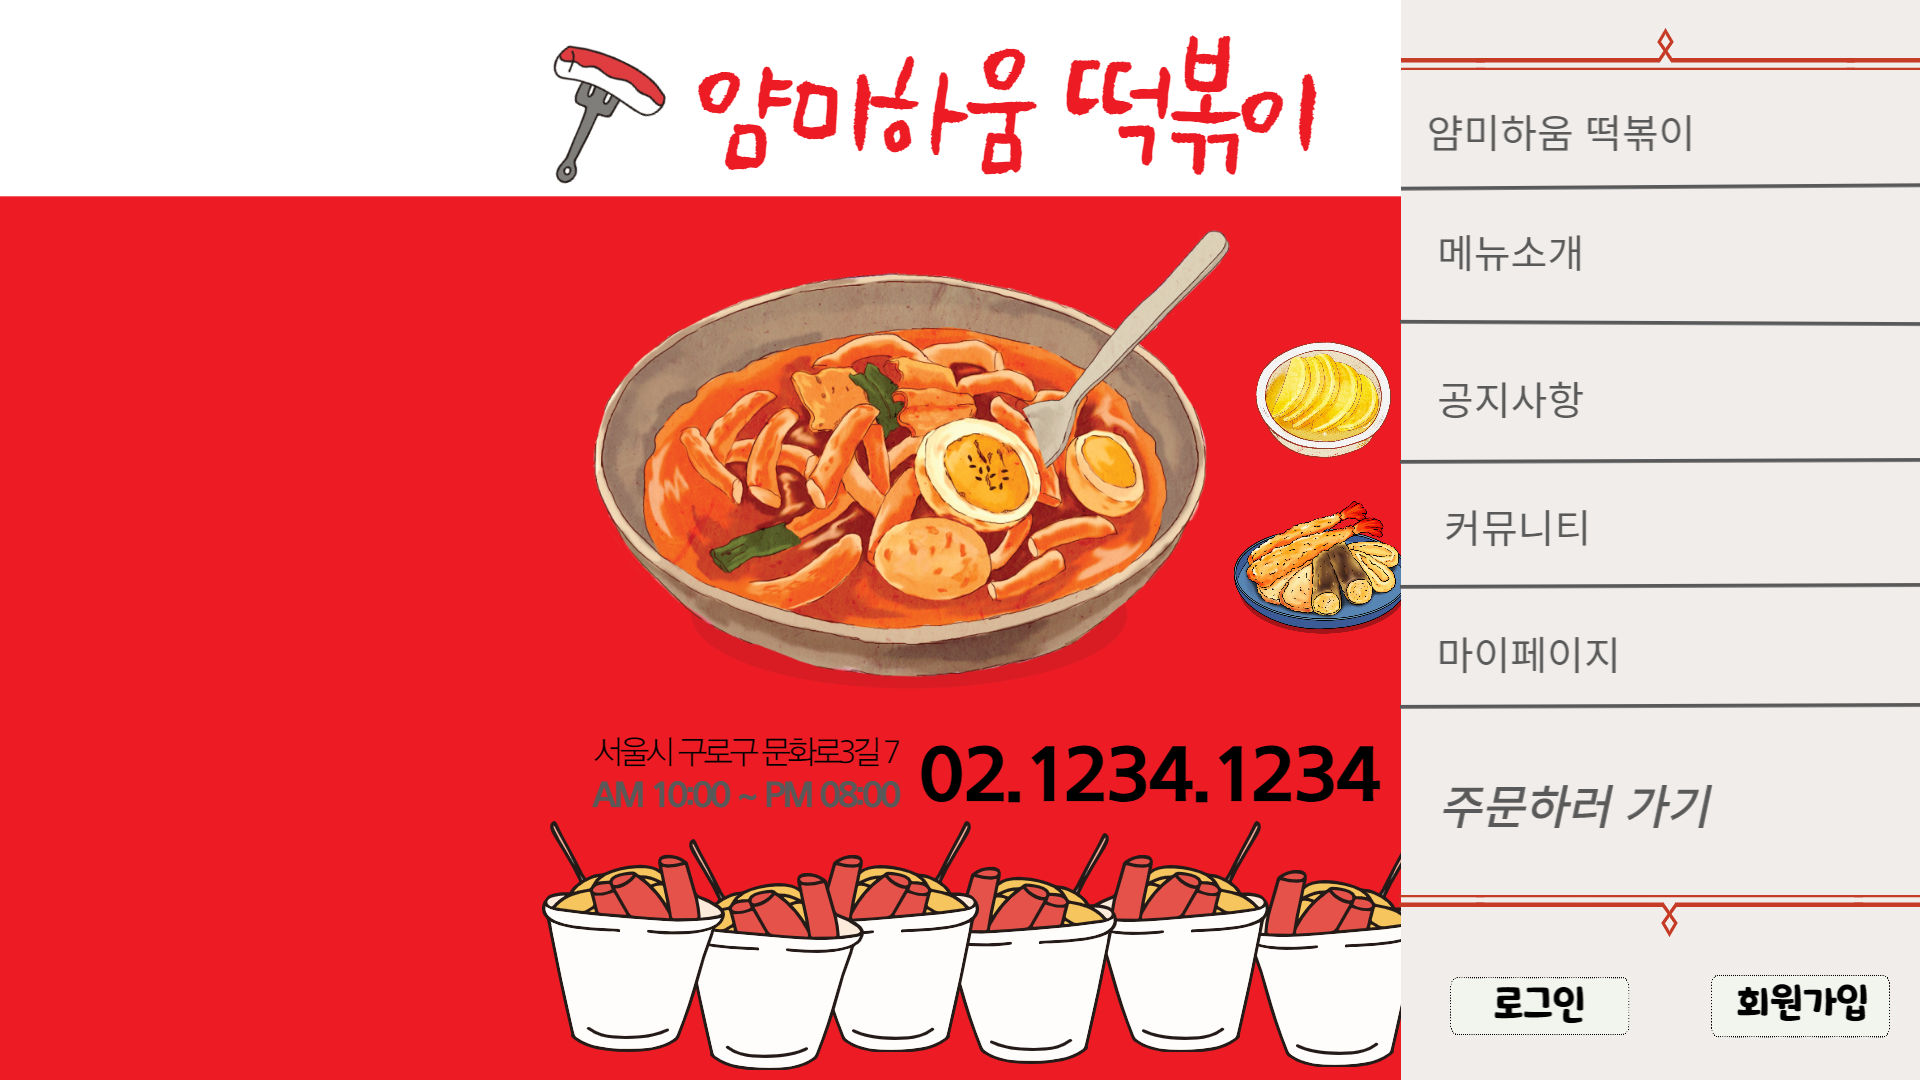 얌미하움 떡볶이
서울시 구로구 문화로3길 7
AM 10:00 ~ PM 08:00
02.1234.1234
얌미하움 떡볶이
메뉴소개
공지사항
커뮤니티
마이페이지
주문하러 가기
로그인
회원가입